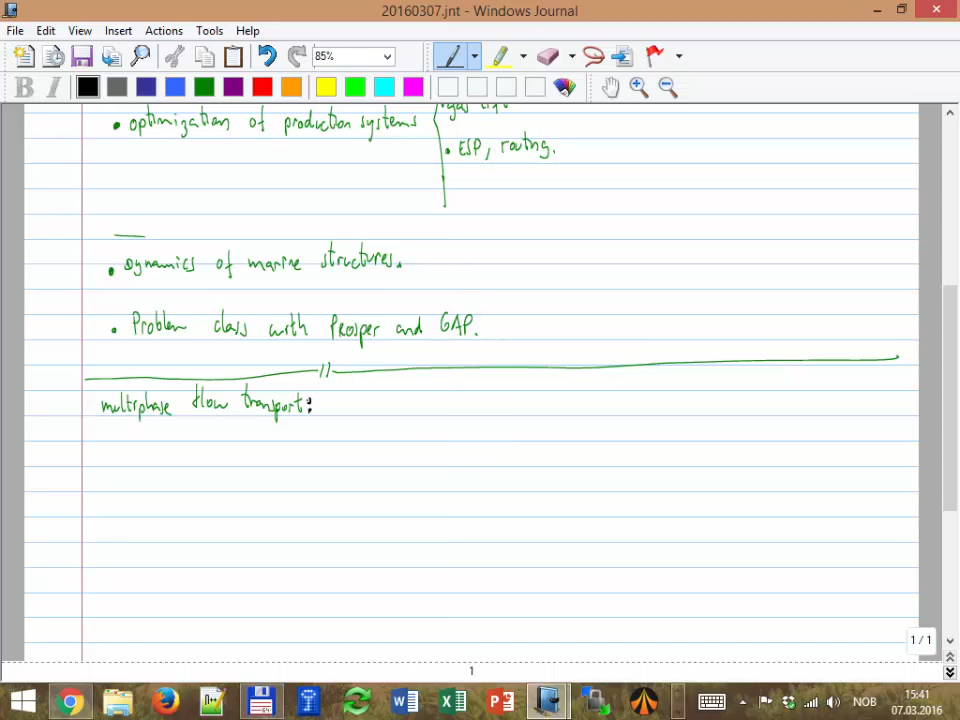 20160307.jnt - Windows Journal
File Edit View Insert Actions Tools Help
85%
B I
gas lift
• optimization of production systems
• ESP, routing.
• Dynamics of marine structures.
• Problem class with Prosper and GAP.
multiphase flow transport:
1 / 1
1
NOB
15:41
07.03.2016